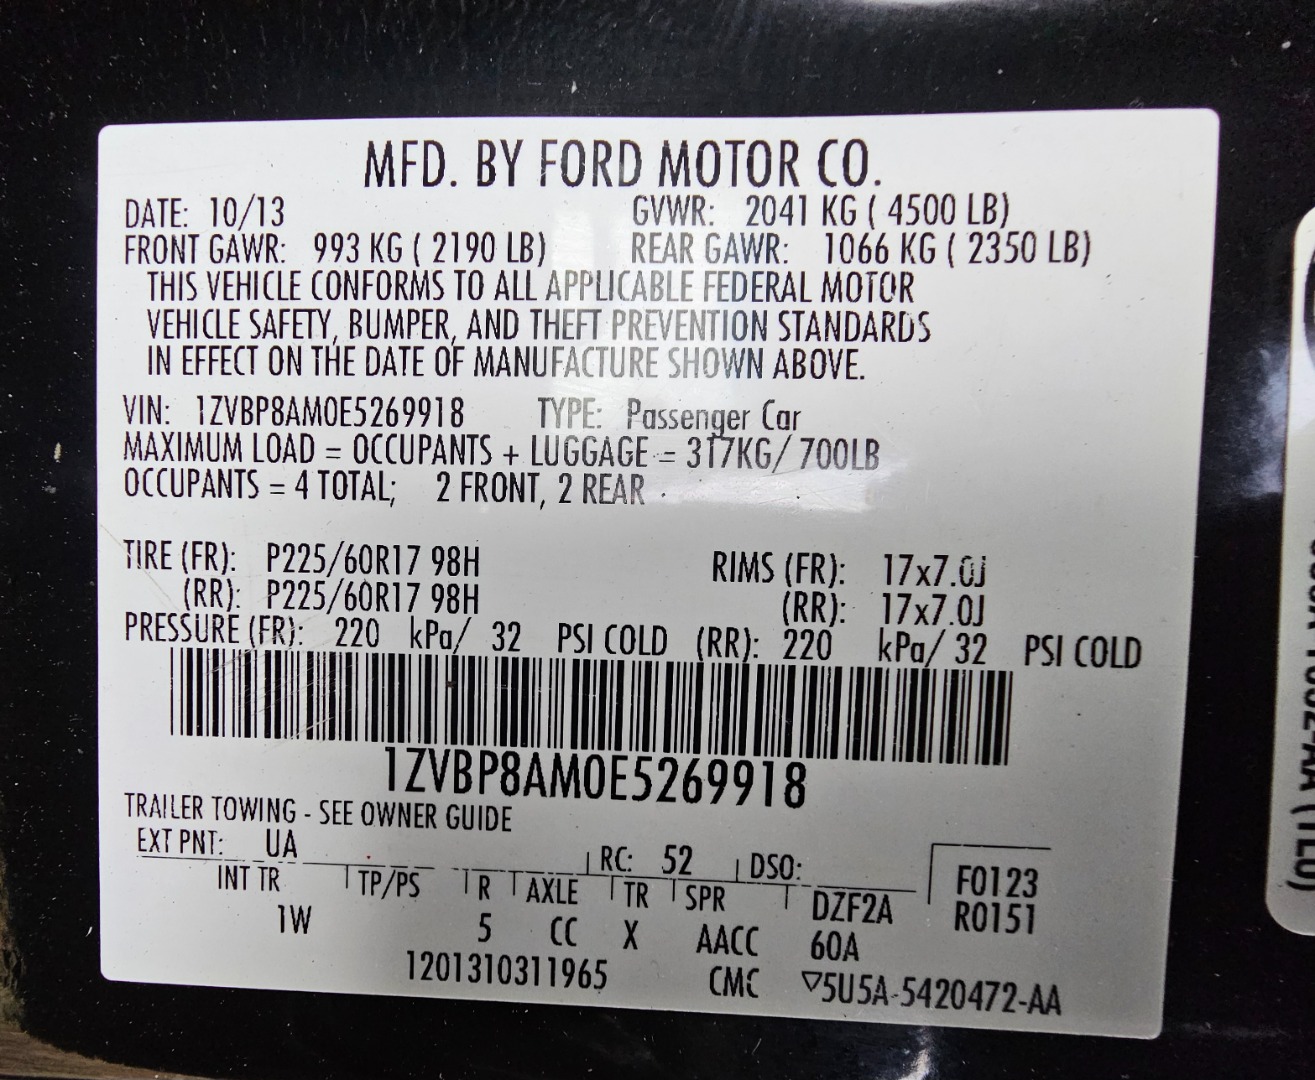 MFD. BY FORD MOTOR CO.
DATE: 10/13 GVWR: 2041 KG ( 4500 LB)
FRONT GAWR: 993 KG ( 2190 LB) REAR GAWR: 1066 KG ( 2350 LB)
THIS VEHICLE CONFORMS TO ALL APPLICABLE FEDERAL MOTOR
VEHICLE SAFETY, BUMPER, AND THEFT PREVENTION STANDARDS
IN EFFECT ON THE DATE OF MANUFACTURE SHOWN ABOVE.
VIN: 1ZVBP8AM0E5269918 TYPE: Passenger Car
MAXIMUM LOAD = OCCUPANTS + LUGGAGE = 317KG/ 700LB
OCCUPANTS = 4 TOTAL; 2 FRONT, 2 REAR
TIRE (FR): P225/60R17 98H RIMS (FR): 17x7.0J
(RR): P225/60R17 98H (RR): 17x7.0J
PRESSURE (FR): 220 kPa/ 32 PSI COLD (RR): 220 kPa/ 32 PSI COLD
1ZVBP8AM0E5269918
TRAILER TOWING - SEE OWNER GUIDE
EXT PNT: UA RC: 52 DSO:
INT TR TP/PS R AXLE TR SPR DZF2A F0123
1W 5 CC X AACC 60A R0151
1201310311965 CMC ▽5U5A-5420472-AA